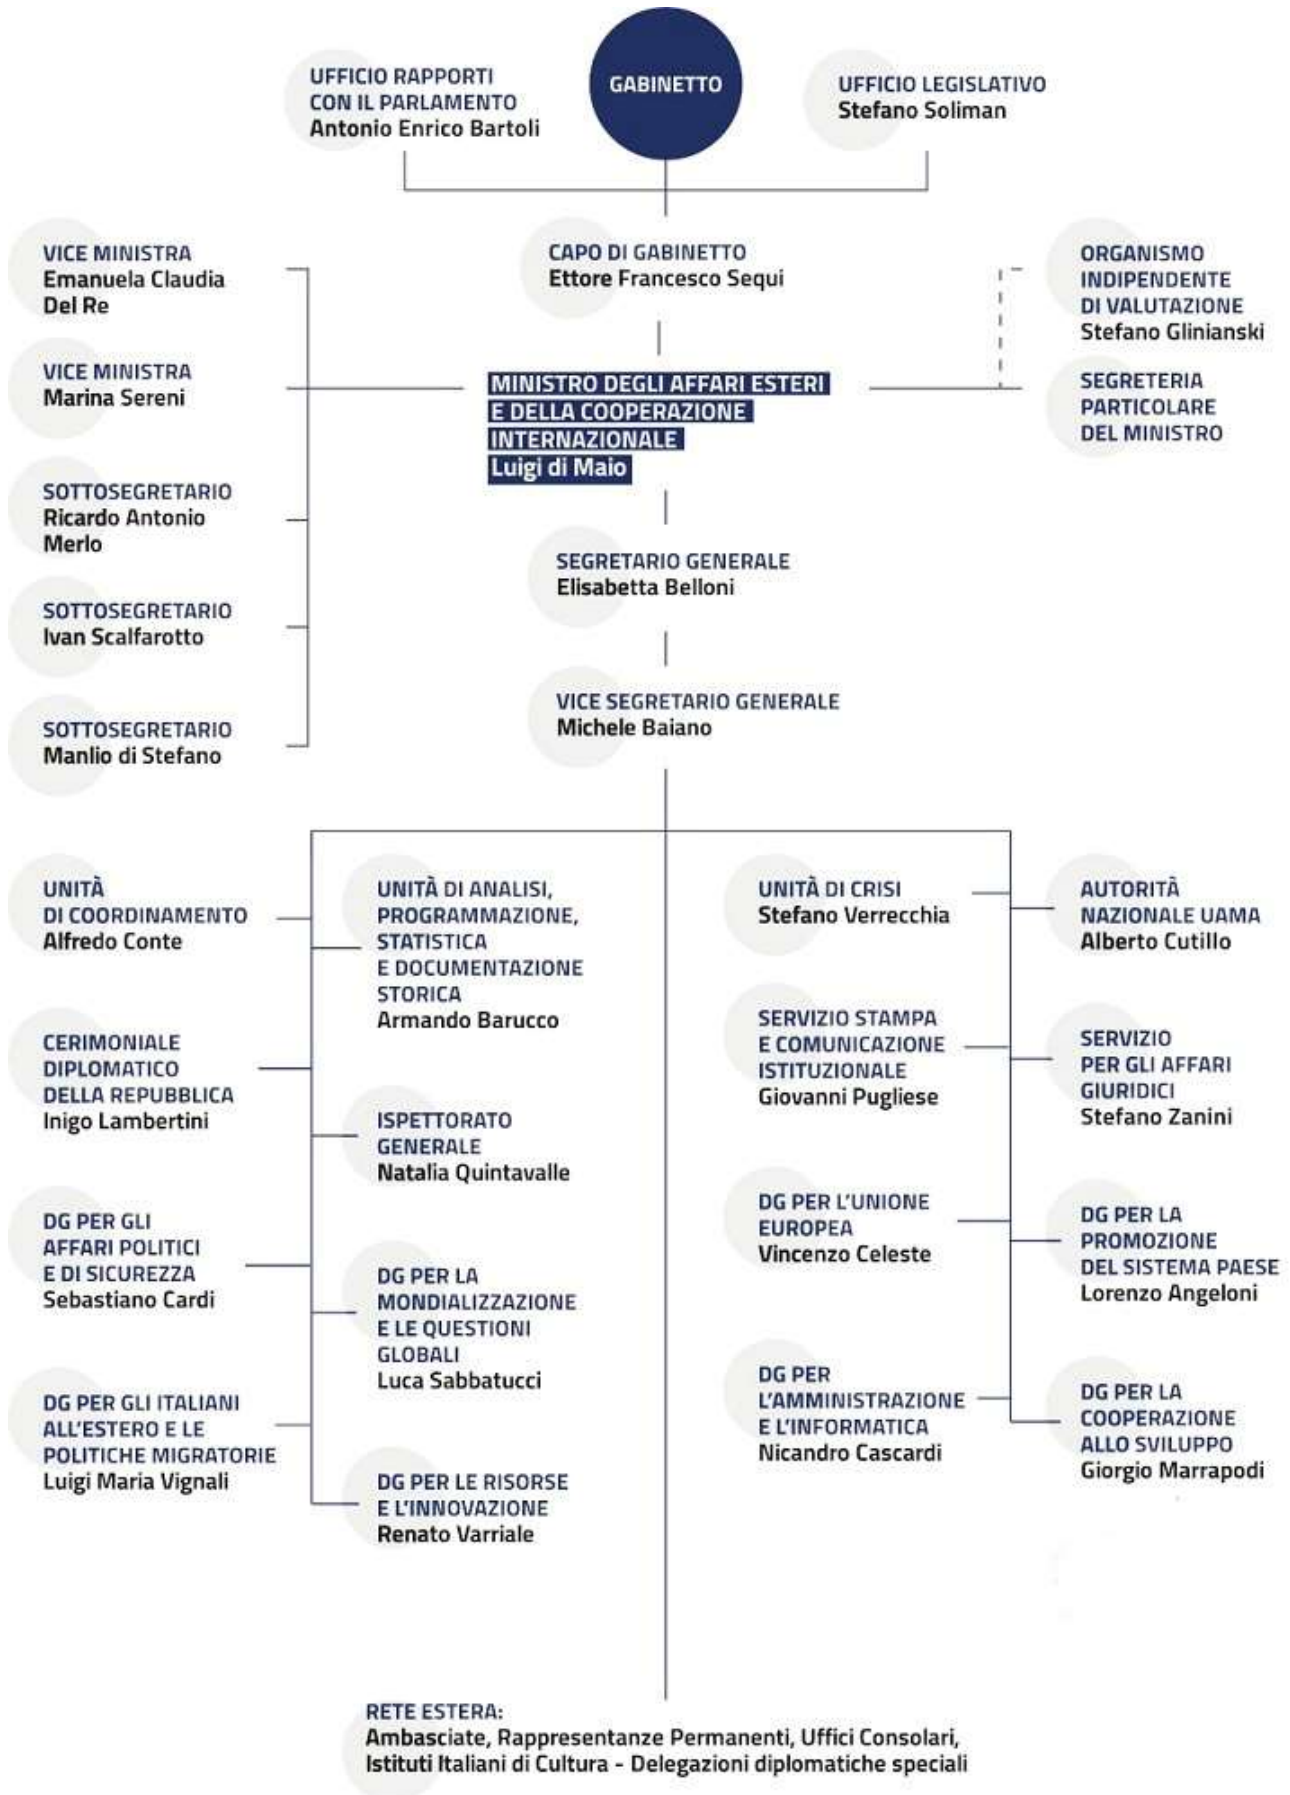 UFFICIO RAPPORTI
CON IL PARLAMENTO
Antonio Enrico Bartoli
GABINETTO
UFFICIO LEGISLATIVO
Stefano Soliman
VICE MINISTRA
Emanuela Claudia
Del Re
CAPO DI GABINETTO
Ettore Francesco Sequi
ORGANISMO
INDIPENDENTE
DI VALUTAZIONE
Stefano Glinianski
VICE MINISTRA
Marina Sereni
MINISTRO DEGLI AFFARI ESTERI
E DELLA COOPERAZIONE
INTERNAZIONALE
Luigi di Maio
SEGRETERIA
PARTICOLARE
DEL MINISTRO
SOTTOSEGRETARIO
Ricardo Antonio
Merlo
SEGRETARIO GENERALE
Elisabetta Belloni
SOTTOSEGRETARIO
Ivan Scalfarotto
VICE SEGRETARIO GENERALE
Michele Baiano
SOTTOSEGRETARIO
Manlio di Stefano
UNITÀ
DI COORDINAMENTO
Alfredo Conte
UNITÀ DI ANALISI,
PROGRAMMAZIONE,
STATISTICA
E DOCUMENTAZIONE
STORICA
Armando Barucco
UNITÀ DI CRISI
Stefano Verrecchia
AUTORITÀ
NAZIONALE UAMA
Alberto Cutillo
CERIMONIALE
DIPLOMATICO
DELLA REPUBBLICA
Inigo Lambertini
ISPETTORATO
GENERALE
Natalia Quintavalle
SERVIZIO STAMPA
E COMUNICAZIONE
ISTITUZIONALE
Giovanni Pugliese
SERVIZIO
PER GLI AFFARI
GIURIDICI
Stefano Zanini
DG PER GLI
AFFARI POLITICI
E DI SICUREZZA
Sebastiano Cardi
DG PER LA
MONDIALIZZAZIONE
E LE QUESTIONI
GLOBALI
Luca Sabbatucci
DG PER L'UNIONE
EUROPEA
Vincenzo Celeste
DG PER LA
PROMOZIONE
DEL SISTEMA PAESE
Lorenzo Angeloni
DG PER GLI ITALIANI
ALL'ESTERO E LE
POLITICHE MIGRATORIE
Luigi Maria Vignali
DG PER LE RISORSE
E L'INNOVAZIONE
Renato Varriale
DG PER
L'AMMINISTRAZIONE
E L'INFORMATICA
Nicandro Cascardi
DG PER LA
COOPERAZIONE
ALLO SVILUPPO
Giorgio Marrapodi
RETE ESTERA:
Ambasciate, Rappresentanze Permanenti, Uffici Consolari,
Istituti Italiani di Cultura - Delegazioni diplomatiche speciali